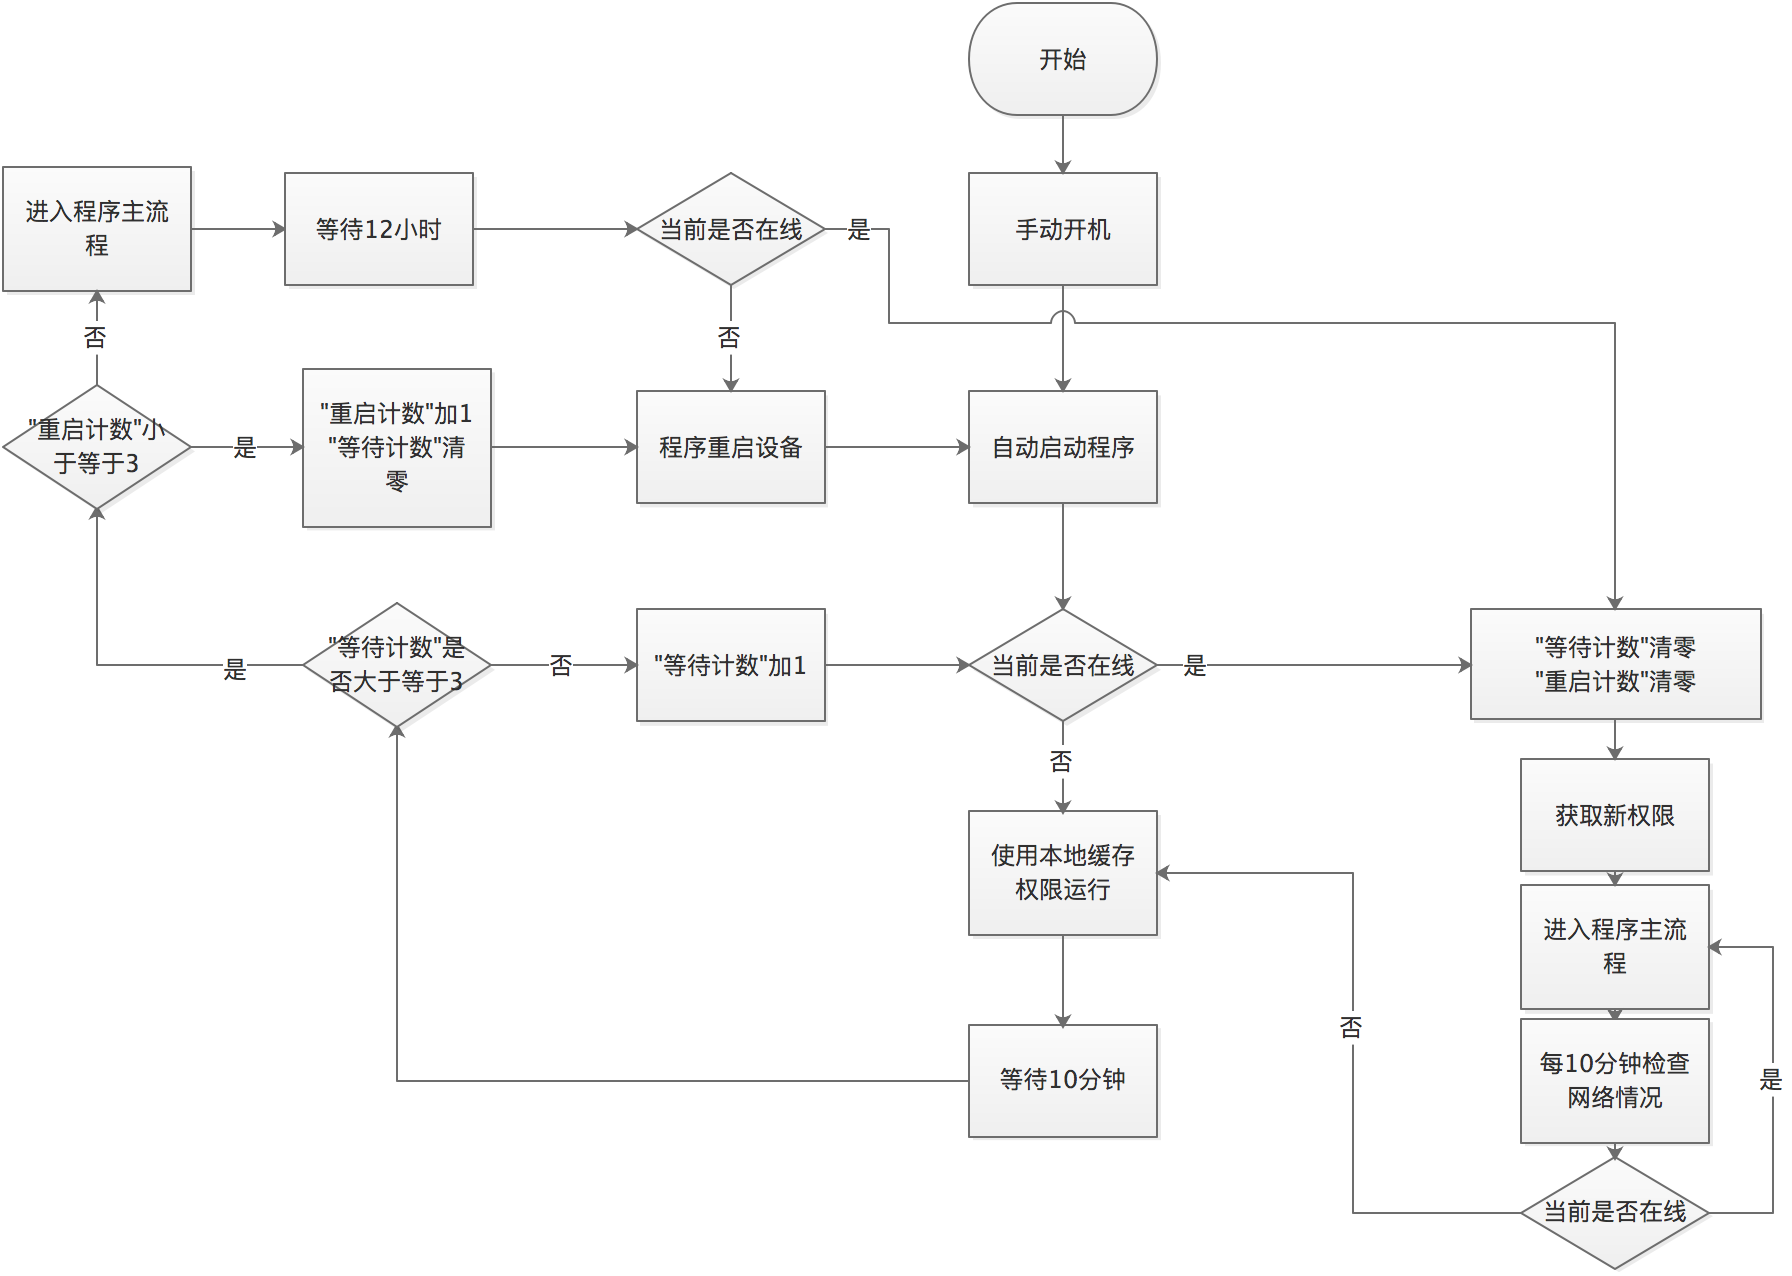 开始
进入程序主流
程
等待12小时
当前是否在线
是
手动开机
否
否
"重启计数"小
于等于3
是
"重启计数"加1
"等待计数"清
零
程序重启设备
自动启动程序
"等待计数"是
否大于等于3
是
否
"等待计数"加1
当前是否在线
是
"等待计数"清零
"重启计数"清零
否
获取新权限
使用本地缓存
权限运行
进入程序主流
程
否
等待10分钟
每10分钟检查
网络情况
是
当前是否在线